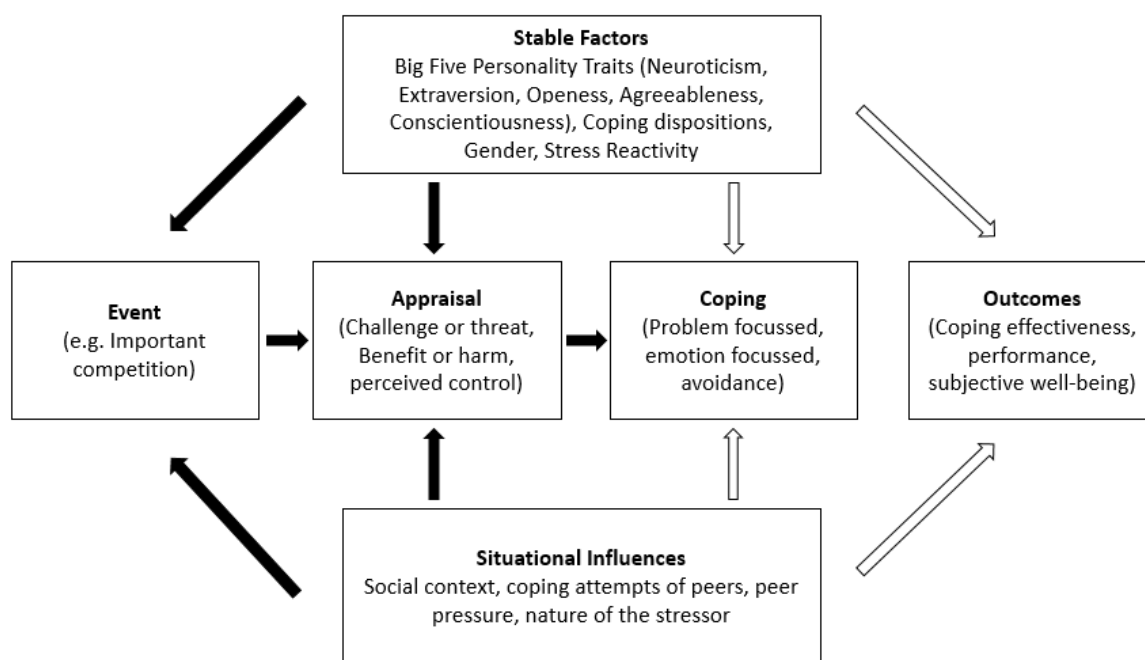 Stable Factors
Big Five Personality Traits (Neuroticism,
Extraversion, Openess, Agreeableness,
Conscientiousness), Coping dispositions,
Gender, Stress Reactivity
Event
(e.g. Important
competition)
Appraisal
(Challenge or threat,
Benefit or harm,
perceived control)
Coping
(Problem focussed,
emotion focussed,
avoidance)
Outcomes
(Coping effectiveness,
performance,
subjective well-being)
Situational Influences
Social context, coping attempts of peers, peer
pressure, nature of the stressor